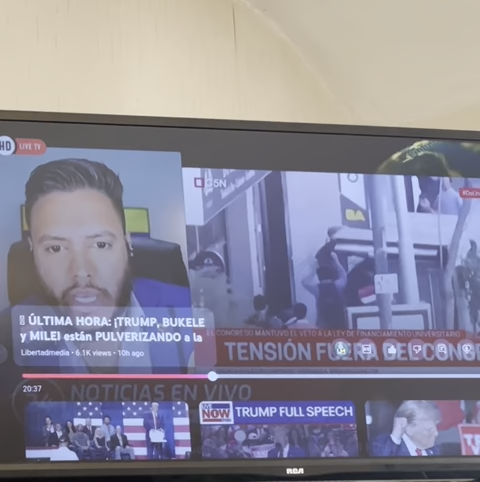 HD
LIVE TV
C5N
ÚLTIMA HORA: ¡TRUMP, BUKELE
y MILEI están PULVERIZANDO a la
Libertadmedia • 6.1K views • 10h ago
EL CONGRESO MANTUVO EL VETO A LA LEY DE FINANCIAMIENTO UNIVERSITARIO
TENSIÓN FUERA DEL CONG
20:37
NOTICIAS EN VIVO
NOW
TRUMP FULL SPEECH
RCA